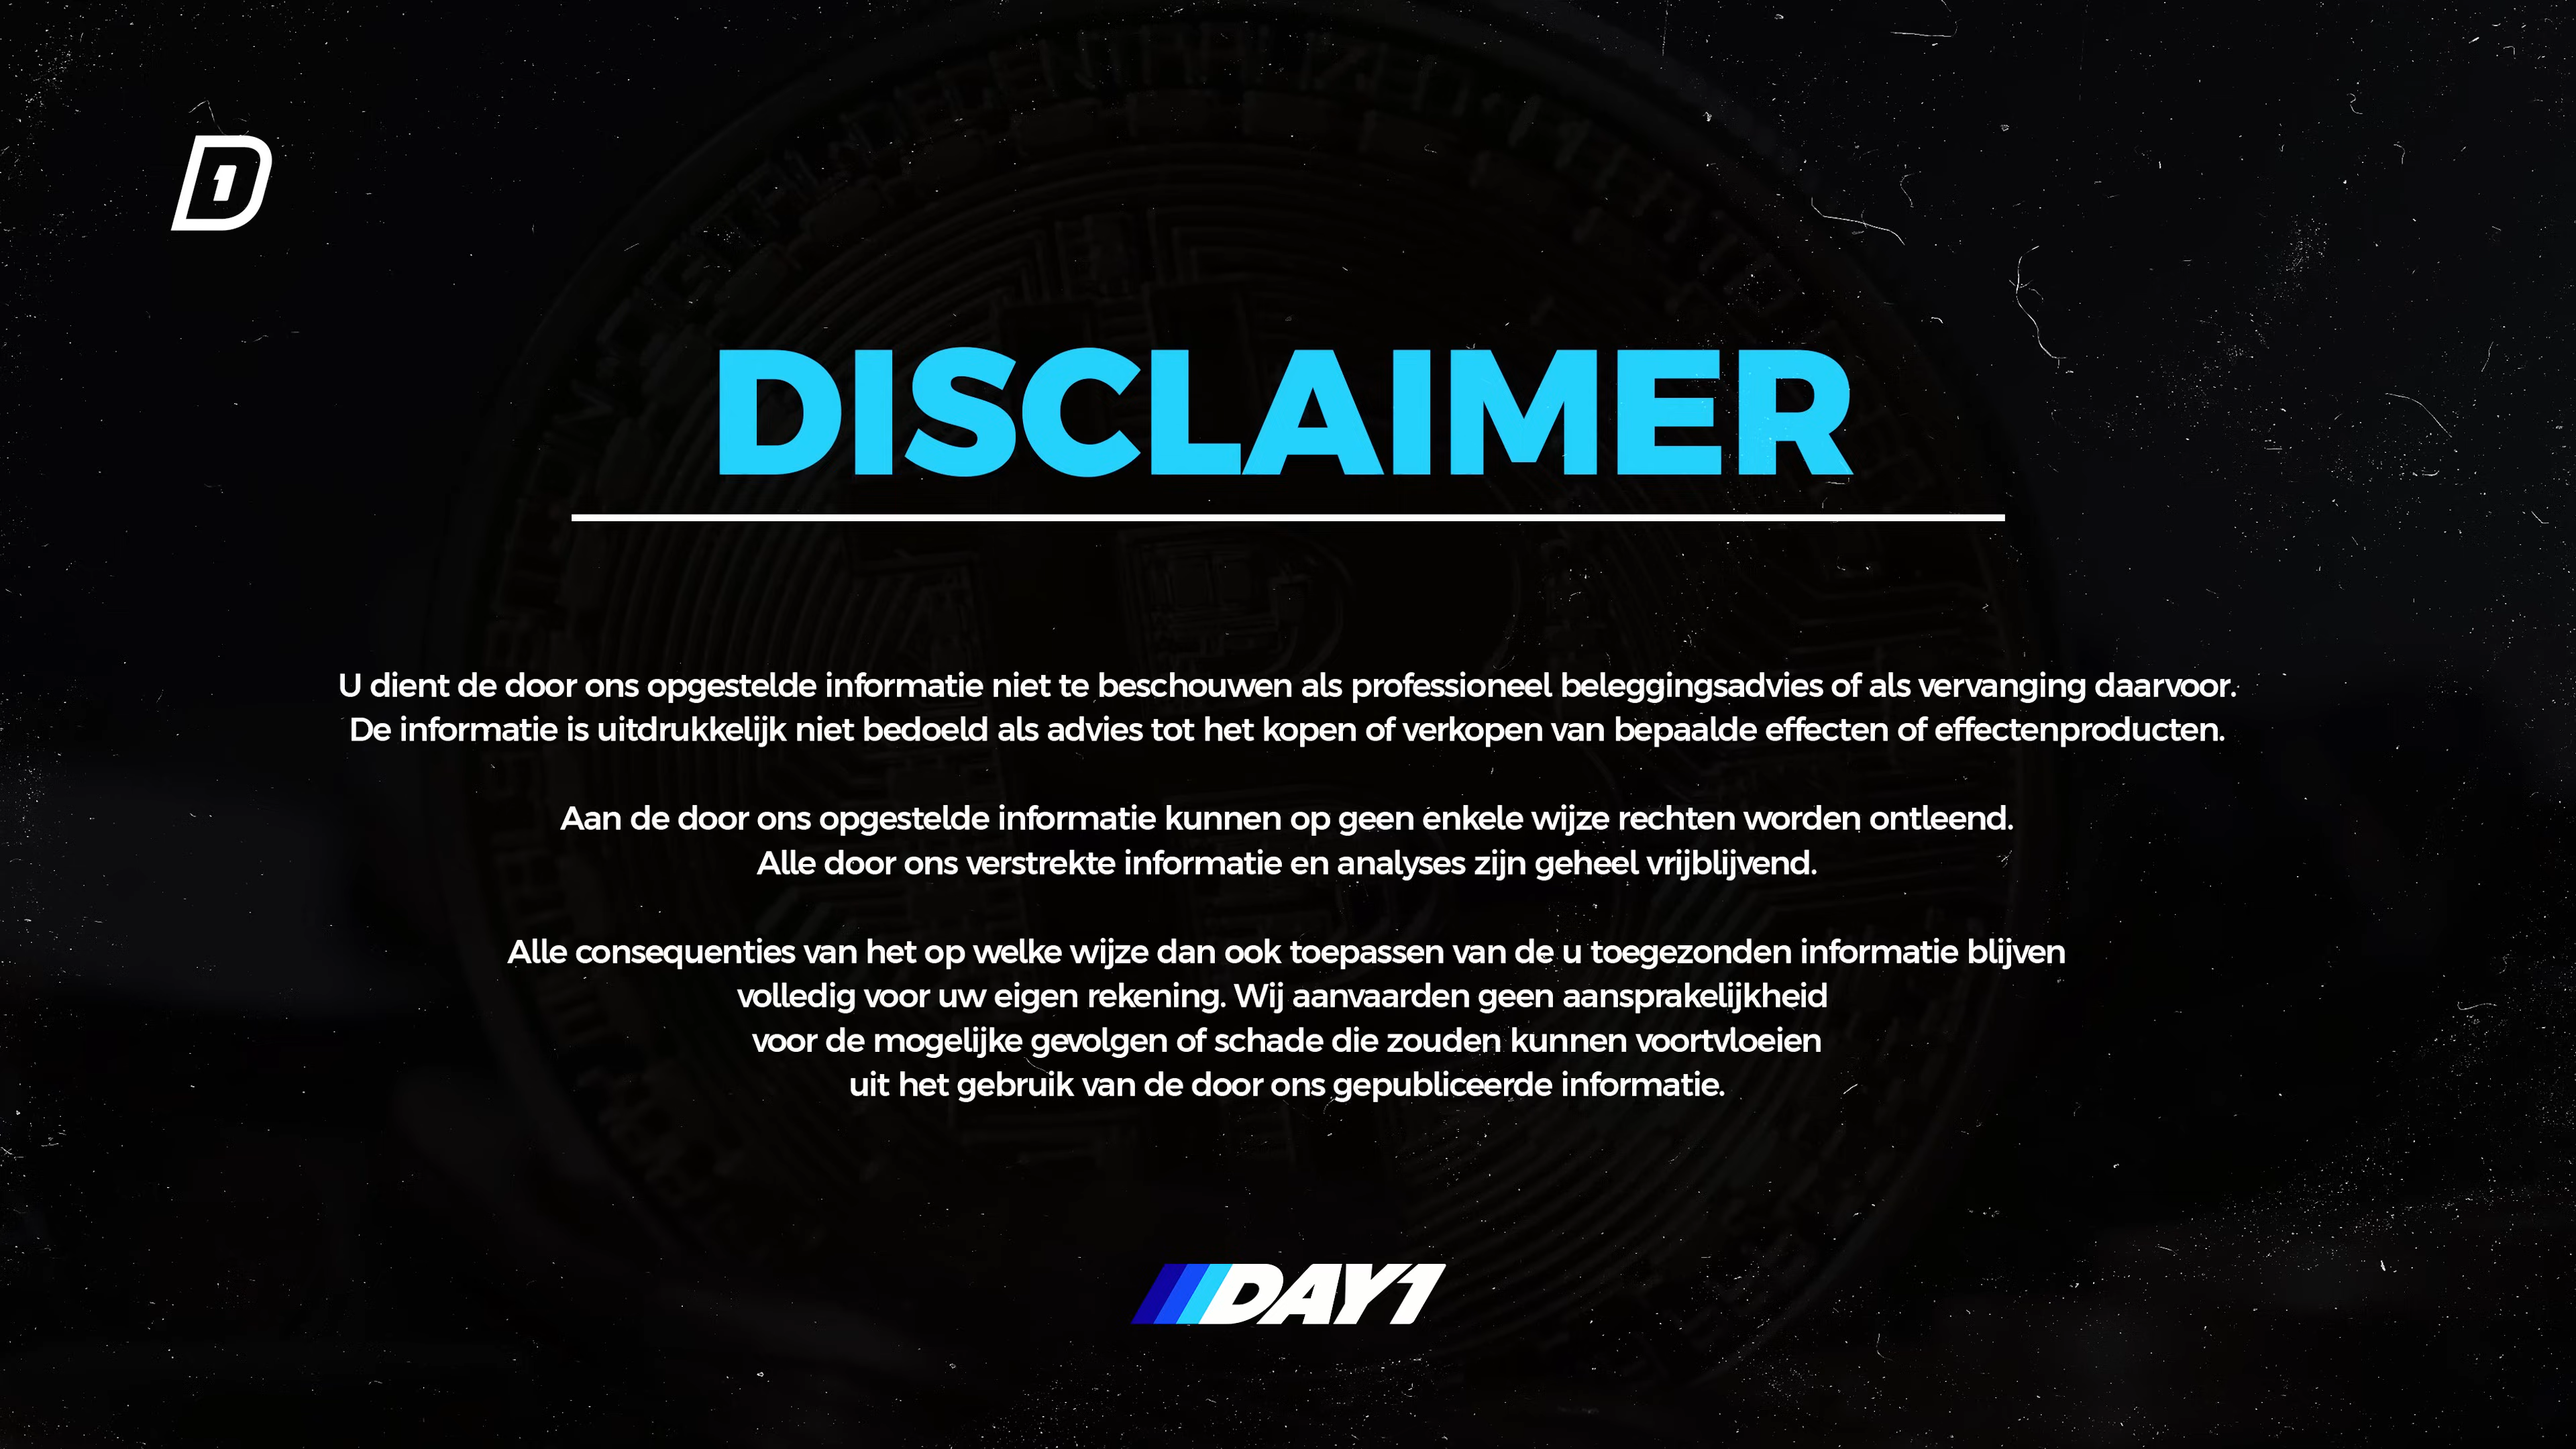 D1
DISCLAIMER
U dient de door ons opgestelde informatie niet te beschouwen als professioneel beleggingsadvies of als vervanging daarvoor.
De informatie is uitdrukkelijk niet bedoeld als advies tot het kopen of verkopen van bepaalde effecten of effectenproducten.
Aan de door ons opgestelde informatie kunnen op geen enkele wijze rechten worden ontleend.
Alle door ons verstrekte informatie en analyses zijn geheel vrijblijvend.
Alle consequenties van het op welke wijze dan ook toepassen van de u toegezonden informatie blijven
volledig voor uw eigen rekening. Wij aanvaarden geen aansprakelijkheid
voor de mogelijke gevolgen of schade die zouden kunnen voortvloeien
uit het gebruik van de door ons gepubliceerde informatie.
DAY1